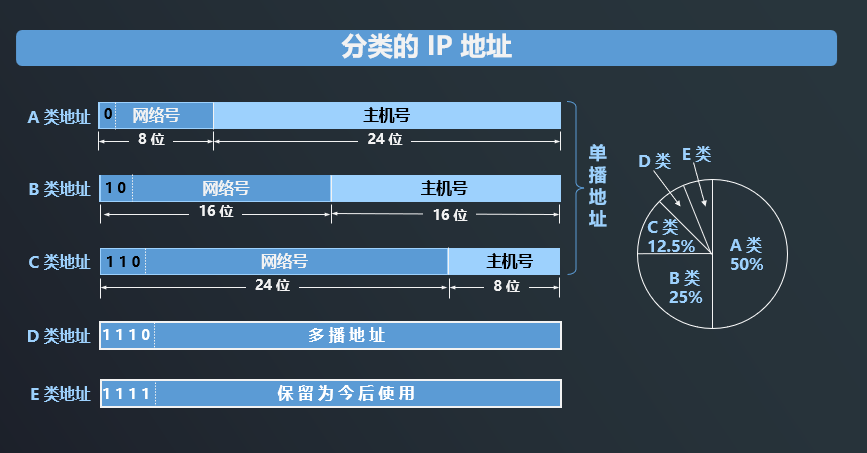 分类的 IP 地址
A 类地址
0
网络号
主机号
8 位
24 位
B 类地址
1 0
网络号
主机号
16 位
16 位
C 类地址
1 1 0
网络号
主机号
24 位
8 位
D 类地址
1 1 1 0
多播地址
E 类地址
1 1 1 1
保留为今后使用
单播地址
D 类
E 类
C 类
12.5%
A 类
50%
B 类
25%